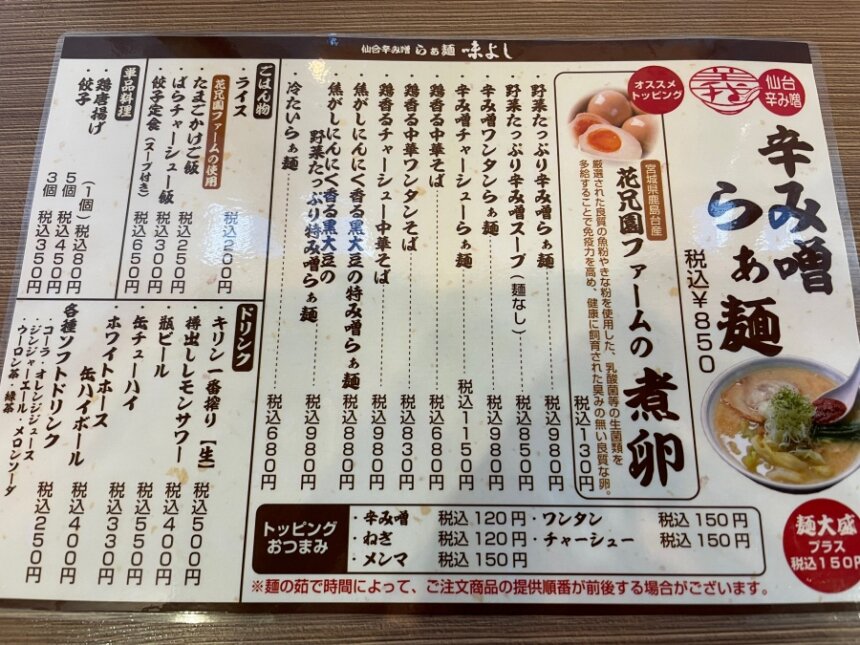 仙台辛み噌 らぁ麺 味よし
義
仙台
辛み噌
辛み噌
らぁ麺
税込¥850
オススメ
トッピング
宮城県鹿島台産
花兄園ファームの 煮卵
厳選された良質の魚粉やきな粉を使用した、乳酸菌等の生菌類を
多給することで免疫力を高め、健康に飼育された臭みの無い良質な卵。
税込130円
・野菜たっぷり辛み噌らぁ麺 税込980円
・野菜たっぷり辛み噌スープ(麺なし) 税込850円
・辛み噌ワンタンらぁ麺 税込980円
・辛み噌チャーシューらぁ麺 税込1150円
・鶏香る中華そば 税込680円
・鶏香る中華ワンタンそば 税込830円
・鶏香るチャーシュー中華そば 税込980円
・焦がしにんにく香る黒大豆の特み噌らぁ麺 税込880円
・焦がしにんにく香る黒大豆の
野菜たっぷり特み噌らぁ麺 税込980円
・冷たいらぁ麺 税込680円
トッピング
おつまみ
・辛み噌 税込120円
・ねぎ 税込120円
・メンマ 税込150円
・ワンタン 税込150円
・チャーシュー 税込150円
麺大盛
プラス
税込150円
※麺の茹で時間によって、ご注文商品の提供順番が前後する場合がございます。
ごはん物
・ライス 税込200円
花兄園ファームの使用
・たまごかけご飯 税込250円
・ばらチャーシュー飯 税込300円
・餃子定食(スープ付き) 税込650円
単品料理
・鶏唐揚げ (1個)税込80円
・餃子 5個 税込450円
3個 税込350円
ドリンク
・キリン一番搾り[生] 税込500円
・樽出しレモンサワー 税込400円
・瓶ビール 税込550円
・缶チューハイ 税込330円
・ホワイトホース
缶ハイボール 税込400円
・各種ソフトドリンク 税込250円
・コーラ・オレンジジュース
・ジンジャーエール・メロンソーダ
・ウーロン茶・緑茶